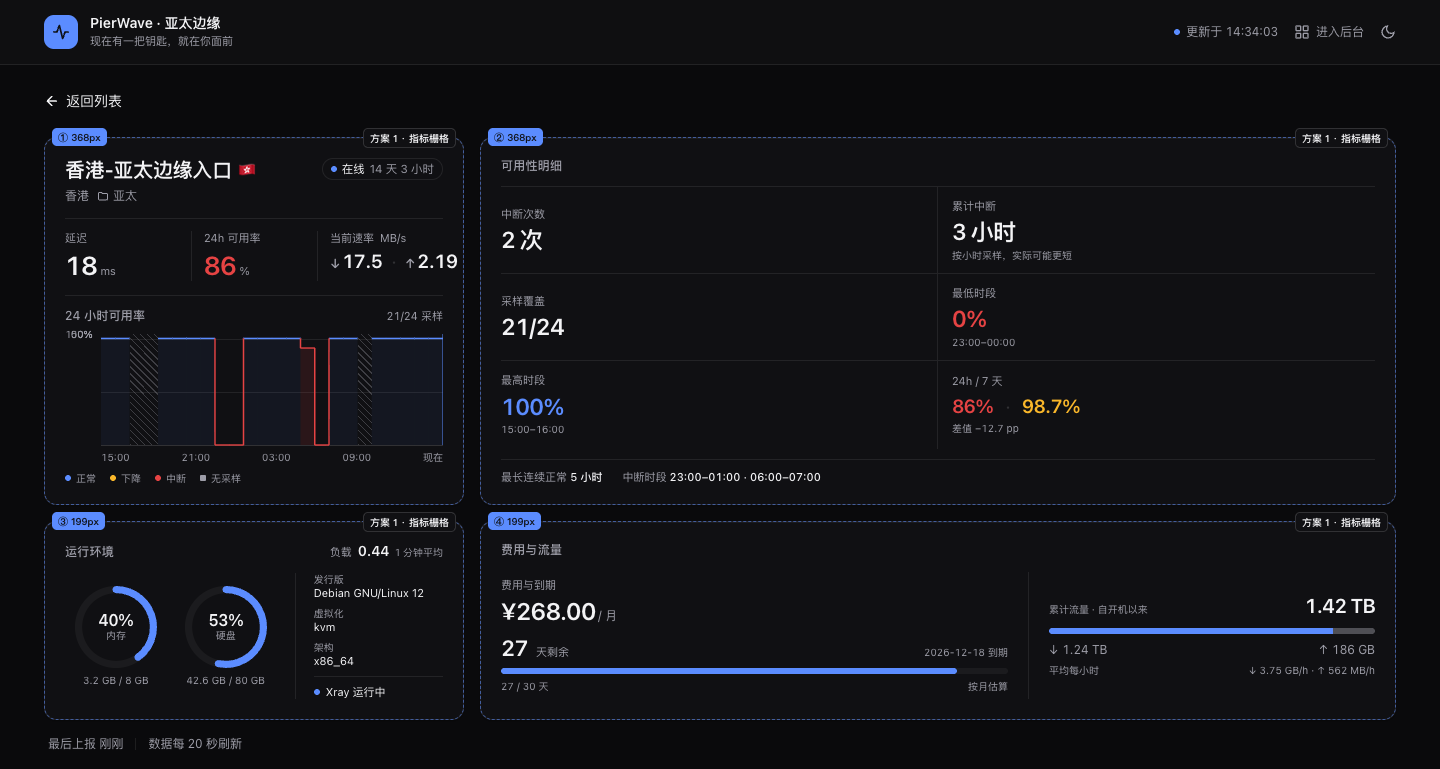 PierWave · 亚太边缘
现在有一把钥匙，就在你面前
更新于 14:34:03
进入后台
返回列表
① 368px
方案 1 · 指标栅格
香港-亚太边缘入口
在线 14 天 3 小时
香港 亚太
延迟
18 ms
24h 可用率
86 %
当前速率 MB/s
↓17.5 · ↑2.19
24 小时可用率
21/24 采样
15:00 21:00 03:00 09:00 现在
正常 下降 中断 无采样
② 368px
方案 1 · 指标栅格
可用性明细
中断次数
2 次
累计中断
3 小时
按小时采样，实际可能更短
采样覆盖
21/24
最低时段
0%
23:00–00:00
最高时段
100%
15:00–16:00
24h / 7 天
86% · 98.7%
差值 −12.7 pp
最长连续正常 5 小时 中断时段 23:00–01:00 · 06:00–07:00
③ 199px
方案 1 · 指标栅格
运行环境
负载 0.44 1 分钟平均
40%
内存
3.2 GB / 8 GB
53%
硬盘
42.6 GB / 80 GB
发行版
Debian GNU/Linux 12
虚拟化
kvm
架构
x86_64
Xray 运行中
④ 199px
方案 1 · 指标栅格
费用与流量
费用与到期
¥268.00 / 月
27 天剩余
2026-12-18 到期
27 / 30 天
按月估算
累计流量 · 自开机以来
1.42 TB
↓ 1.24 TB
↑ 186 GB
平均每小时
↓ 3.75 GB/h · ↑ 562 MB/h
最后上报 刚刚
数据每 20 秒刷新